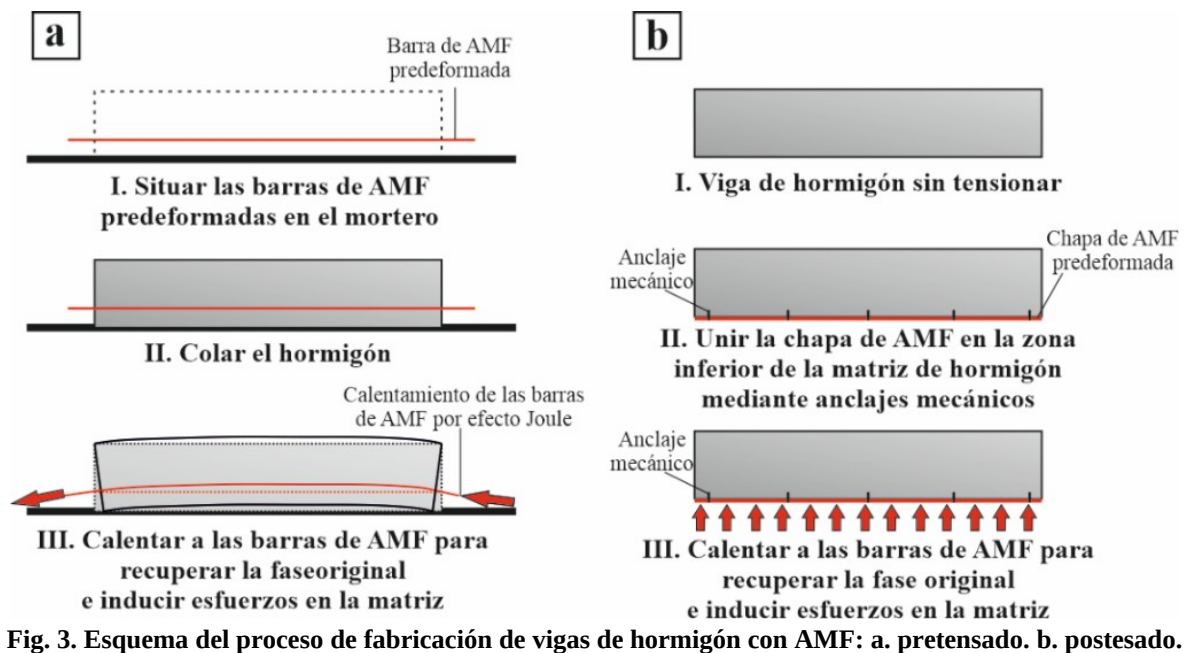 a
Barra de AMF
predeformada
I. Situar las barras de AMF
predeformadas en el mortero
II. Colar el hormigón
Calentamiento de las barras
de AMF por efecto Joule
III. Calentar a las barras de AMF para
recuperar la faseoriginal
e inducir esfuerzos en la matriz
b
I. Viga de hormigón sin tensionar
Anclaje
mecánico
Chapa de AMF
predeformada
II. Unir la chapa de AMF en la zona
inferior de la matriz de hormigón
mediante anclajes mecánicos
Anclaje
mecánico
III. Calentar a las barras de AMF para
recuperar la fase original
e inducir esfuerzos en la matriz
Fig. 3. Esquema del proceso de fabricación de vigas de hormigón con AMF: a. pretensado. b. postesado.